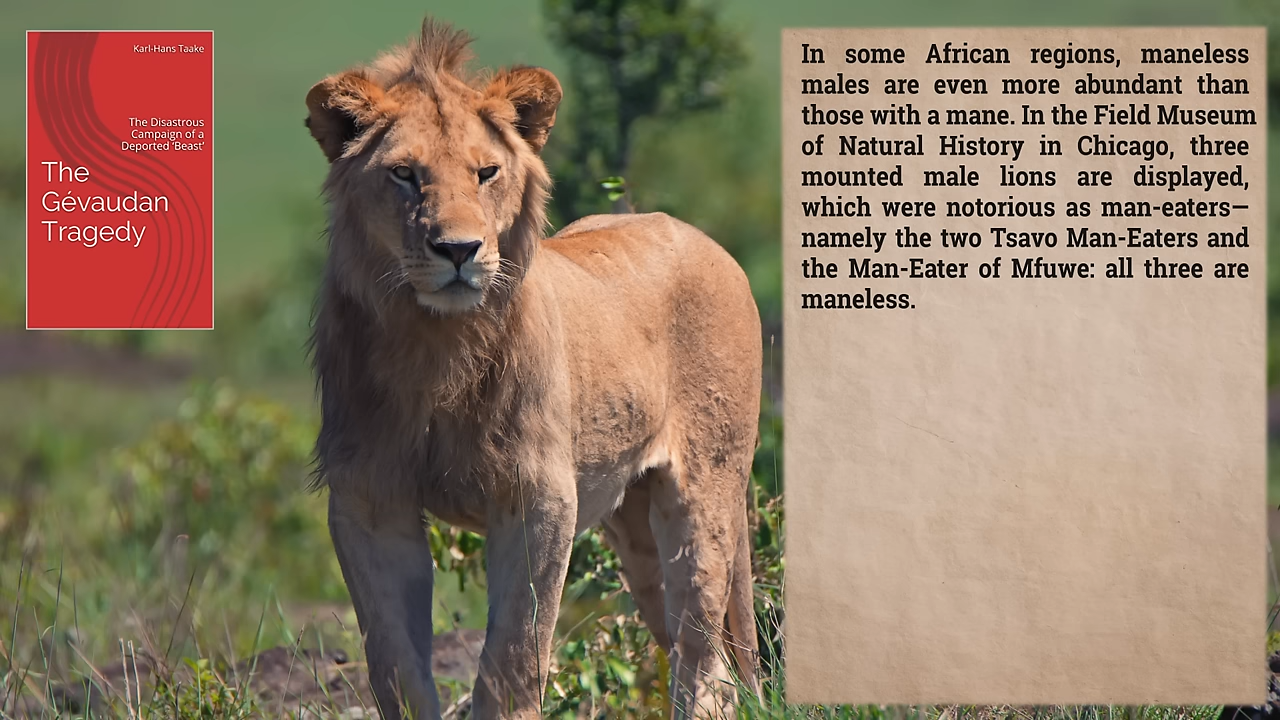 Karl-Hans Taake
The Disastrous
Campaign of a
Deported 'Beast'
The
Gévaudan
Tragedy
In some African regions, maneless
males are even more abundant than
those with a mane. In the Field Museum
of Natural History in Chicago, three
mounted male lions are displayed,
which were notorious as man-eaters—
namely the two Tsavo Man-Eaters and
the Man-Eater of Mfuwe: all three are
maneless.